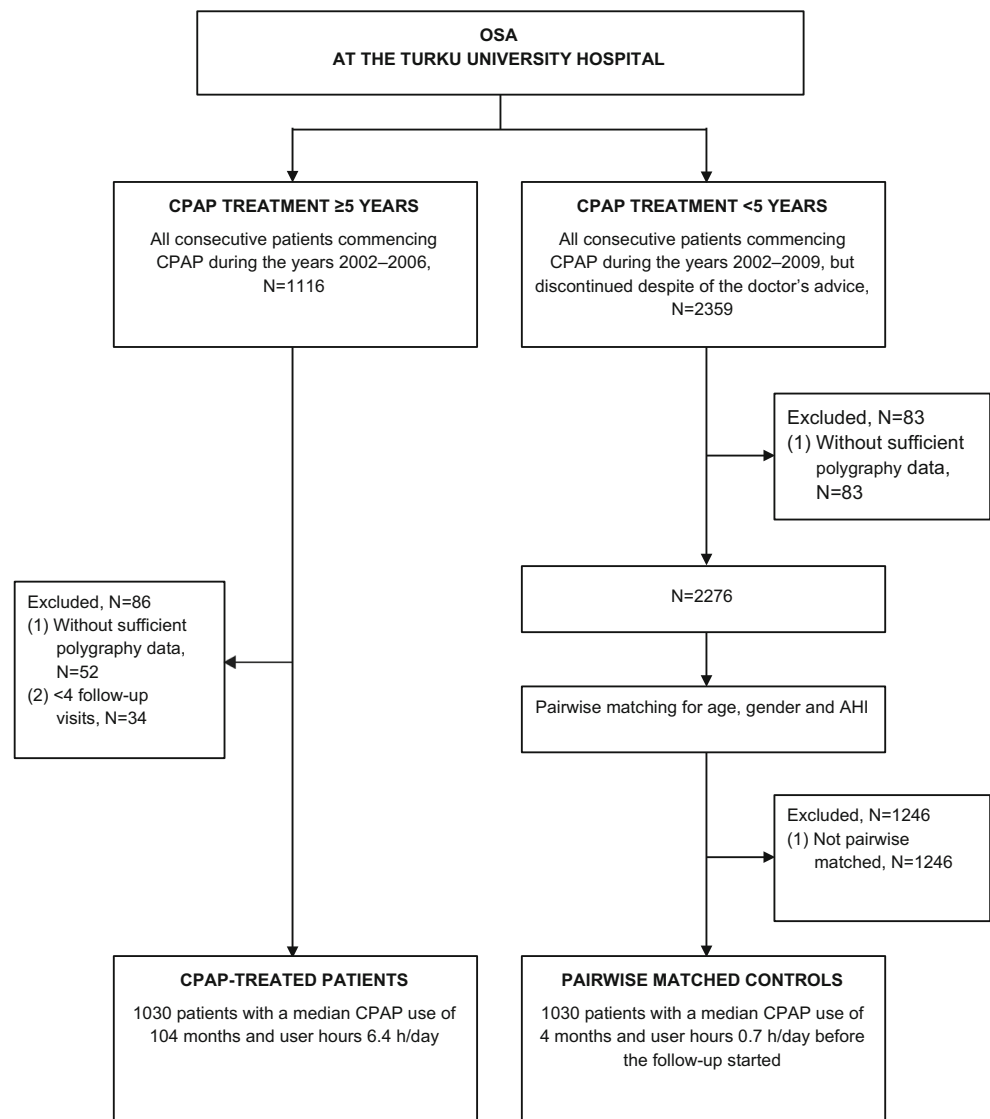 OSA
AT THE TURKU UNIVERSITY HOSPITAL
CPAP TREATMENT ≥5 YEARS
All consecutive patients commencing
CPAP during the years 2002–2006,
N=1116
CPAP TREATMENT <5 YEARS
All consecutive patients commencing
CPAP during the years 2002–2009, but
discontinued despite of the doctor's advice,
N=2359
Excluded, N=83
(1) Without sufficient
polygraphy data,
N=83
N=2276
Excluded, N=86
(1) Without sufficient
polygraphy data,
N=52
(2) <4 follow-up
visits, N=34
Pairwise matching for age, gender and AHI
Excluded, N=1246
(1) Not pairwise
matched, N=1246
CPAP-TREATED PATIENTS
1030 patients with a median CPAP use of
104 months and user hours 6.4 h/day
PAIRWISE MATCHED CONTROLS
1030 patients with a median CPAP use of
4 months and user hours 0.7 h/day before
the follow-up started